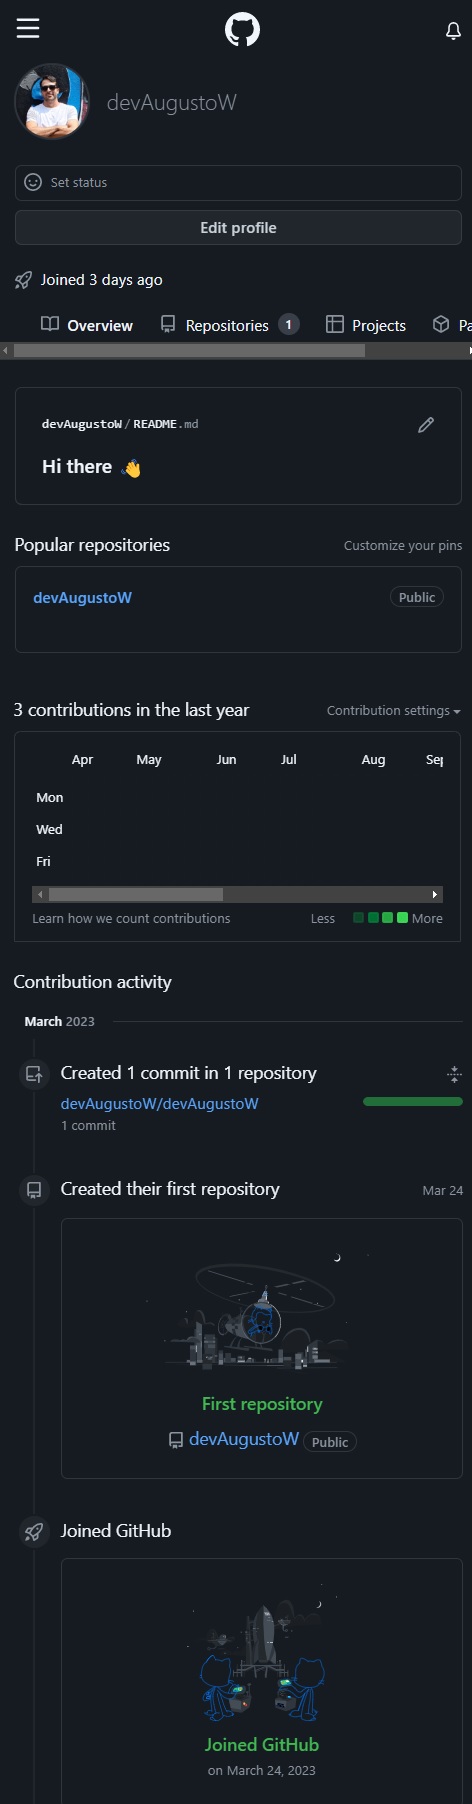 devAugustoW
Set status
Edit profile
Joined 3 days ago
Overview Repositories 1 Projects Pa
devAugustoW/README.md
Hi there 👋
Popular repositories Customize your pins
devAugustoW Public
3 contributions in the last year Contribution settings
Apr May Jun Jul Aug Sep
Mon
Wed
Fri
Learn how we count contributions Less More
Contribution activity
March 2023
Created 1 commit in 1 repository
devAugustoW/devAugustoW
1 commit
Created their first repository Mar 24
First repository
devAugustoW Public
Joined GitHub
Joined GitHub
on March 24, 2023